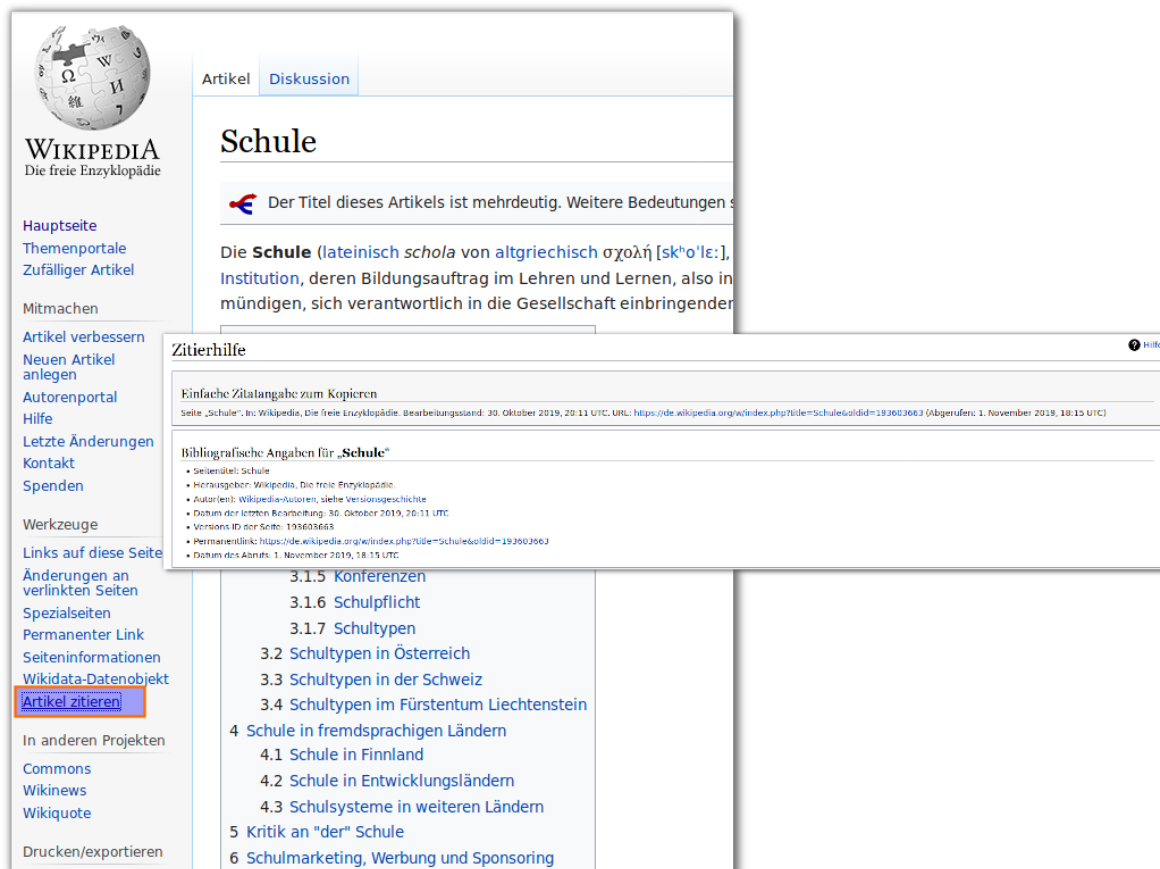 WIKIPEDIA
Die freie Enzyklopädie
Hauptseite
Themenportale
Zufälliger Artikel
Mitmachen
Artikel verbessern
Neuen Artikel
anlegen
Autorenportal
Hilfe
Letzte Änderungen
Kontakt
Spenden
Werkzeuge
Links auf diese Seite
Änderungen an
verlinkten Seiten
Spezialseiten
Permanenter Link
Seiteninformationen
Wikidata-Datenobjekt
Artikel zitieren
In anderen Projekten
Commons
Wikinews
Wikiquote
Drucken/exportieren
Artikel Diskussion
Schule
Der Titel dieses Artikels ist mehrdeutig. Weitere Bedeutungen s
Die Schule (lateinisch schola von altgriechisch σχολή [skʰoˈlɛː],
Institution, deren Bildungsauftrag im Lehren und Lernen, also in
mündigen, sich verantwortlich in die Gesellschaft einbringender
Zitierhilfe
Hilfe
Einfache Zitatangabe zum Kopieren
Seite „Schule“. In: Wikipedia, Die freie Enzyklopädie. Bearbeitungsstand: 30. Oktober 2019, 20:11 UTC. URL: https://de.wikipedia.org/w/index.php?title=Schule&oldid=193603663 (Abgerufen: 1. November 2019, 18:15 UTC)
Bibliografische Angaben für „Schule“
• Seitentitel: Schule
• Herausgeber: Wikipedia, Die freie Enzyklopädie.
• Autor(en): Wikipedia-Autoren, siehe Versionsgeschichte
• Datum der letzten Bearbeitung: 30. Oktober 2019, 20:11 UTC
• Versions-ID der Seite: 193603663
• Permanentlink: https://de.wikipedia.org/w/index.php?title=Schule&oldid=193603663
• Datum des Abrufs: 1. November 2019, 18:15 UTC
3.1.5 Konferenzen
3.1.6 Schulpflicht
3.1.7 Schultypen
3.2 Schultypen in Österreich
3.3 Schultypen in der Schweiz
3.4 Schultypen im Fürstentum Liechtenstein
4 Schule in fremdsprachigen Ländern
4.1 Schule in Finnland
4.2 Schule in Entwicklungsländern
4.3 Schulsysteme in weiteren Ländern
5 Kritik an "der" Schule
6 Schulmarketing, Werbung und Sponsoring